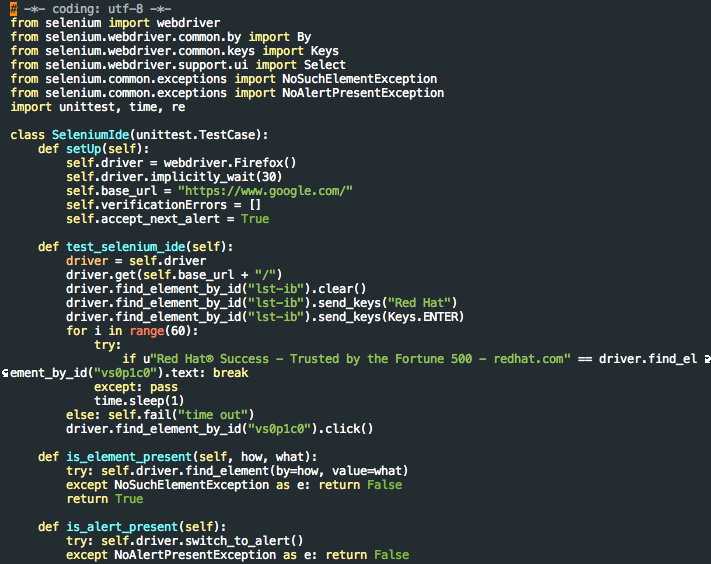 # -*- coding: utf-8 -*-
from selenium import webdriver
from selenium.webdriver.common.by import By
from selenium.webdriver.common.keys import Keys
from selenium.webdriver.support.ui import Select
from selenium.common.exceptions import NoSuchElementException
from selenium.common.exceptions import NoAlertPresentException
import unittest, time, re

class SeleniumIde(unittest.TestCase):
    def setUp(self):
        self.driver = webdriver.Firefox()
        self.driver.implicitly_wait(30)
        self.base_url = "https://www.google.com/"
        self.verificationErrors = []
        self.accept_next_alert = True

    def test_selenium_ide(self):
        driver = self.driver
        driver.get(self.base_url + "/")
        driver.find_element_by_id("lst-ib").clear()
        driver.find_element_by_id("lst-ib").send_keys("Red Hat")
        driver.find_element_by_id("lst-ib").send_keys(Keys.ENTER)
        for i in range(60):
            try:
                if u"Red Hat® Success - Trusted by the Fortune 500 - redhat.com" == driver.find_el
ement_by_id("vs0p1c0").text: break
            except: pass
            time.sleep(1)
        else: self.fail("time out")
        driver.find_element_by_id("vs0p1c0").click()

    def is_element_present(self, how, what):
        try: self.driver.find_element(by=how, value=what)
        except NoSuchElementException as e: return False
        return True

    def is_alert_present(self):
        try: self.driver.switch_to_alert()
        except NoAlertPresentException as e: return False